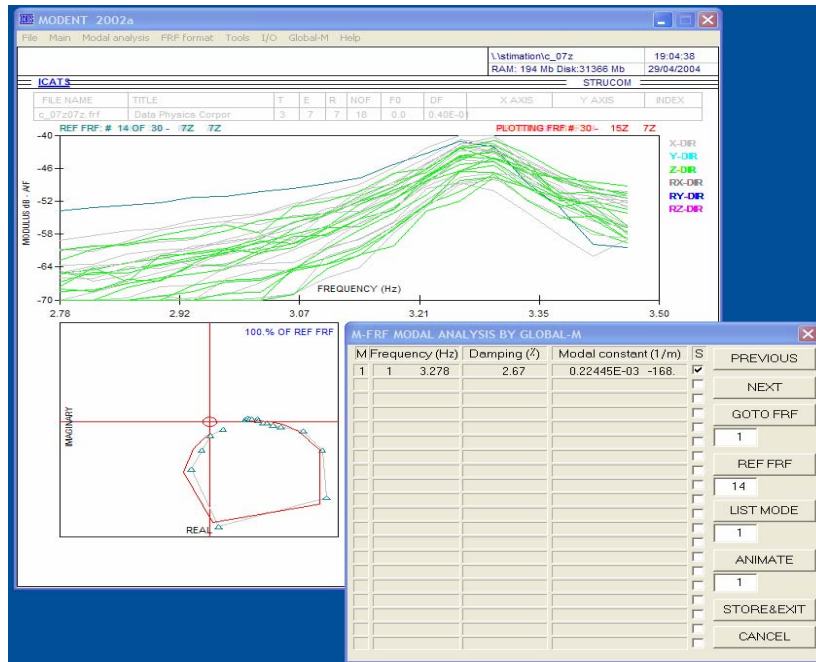 MODENT 2002a
File Main Modal analysis FRF format Tools I/O Global-M Help
\.\stimation\c_07z 19:04:38
RAM: 194 Mb Disk:31366 Mb 29/04/2004
ICATS STRUCOM
FILE NAME TITLE T E R NOF F0 DF X AXIS Y AXIS INDEX
c_07z07z.frf Data Physics Corpor 3 7 7 18 0.0 0.40E-01
REF FRF: # 14 OF 30 - 7Z 7Z PLOTTING FRF:# 30 - 15Z 7Z
-40
-46
-52
-58
-64
-70
MODULUS dB - A/F
X-DIR
Y-DIR
Z-DIR
RX-DIR
RY-DIR
RZ-DIR
FREQUENCY (Hz)
2.78 2.92 3.07 3.21 3.35 3.50
100.% OF REF FRF
IMAGINARY
REAL
M-FRF MODAL ANALYSIS BY GLOBAL-M
M Frequency (Hz) Damping (%) Modal constant (1/m) S
1 1 3.278 2.67 0.22445E-03 -168.
PREVIOUS
NEXT
GOTO FRF
1
REF FRF
14
LIST MODE
1
ANIMATE
1
STORE&EXIT
CANCEL